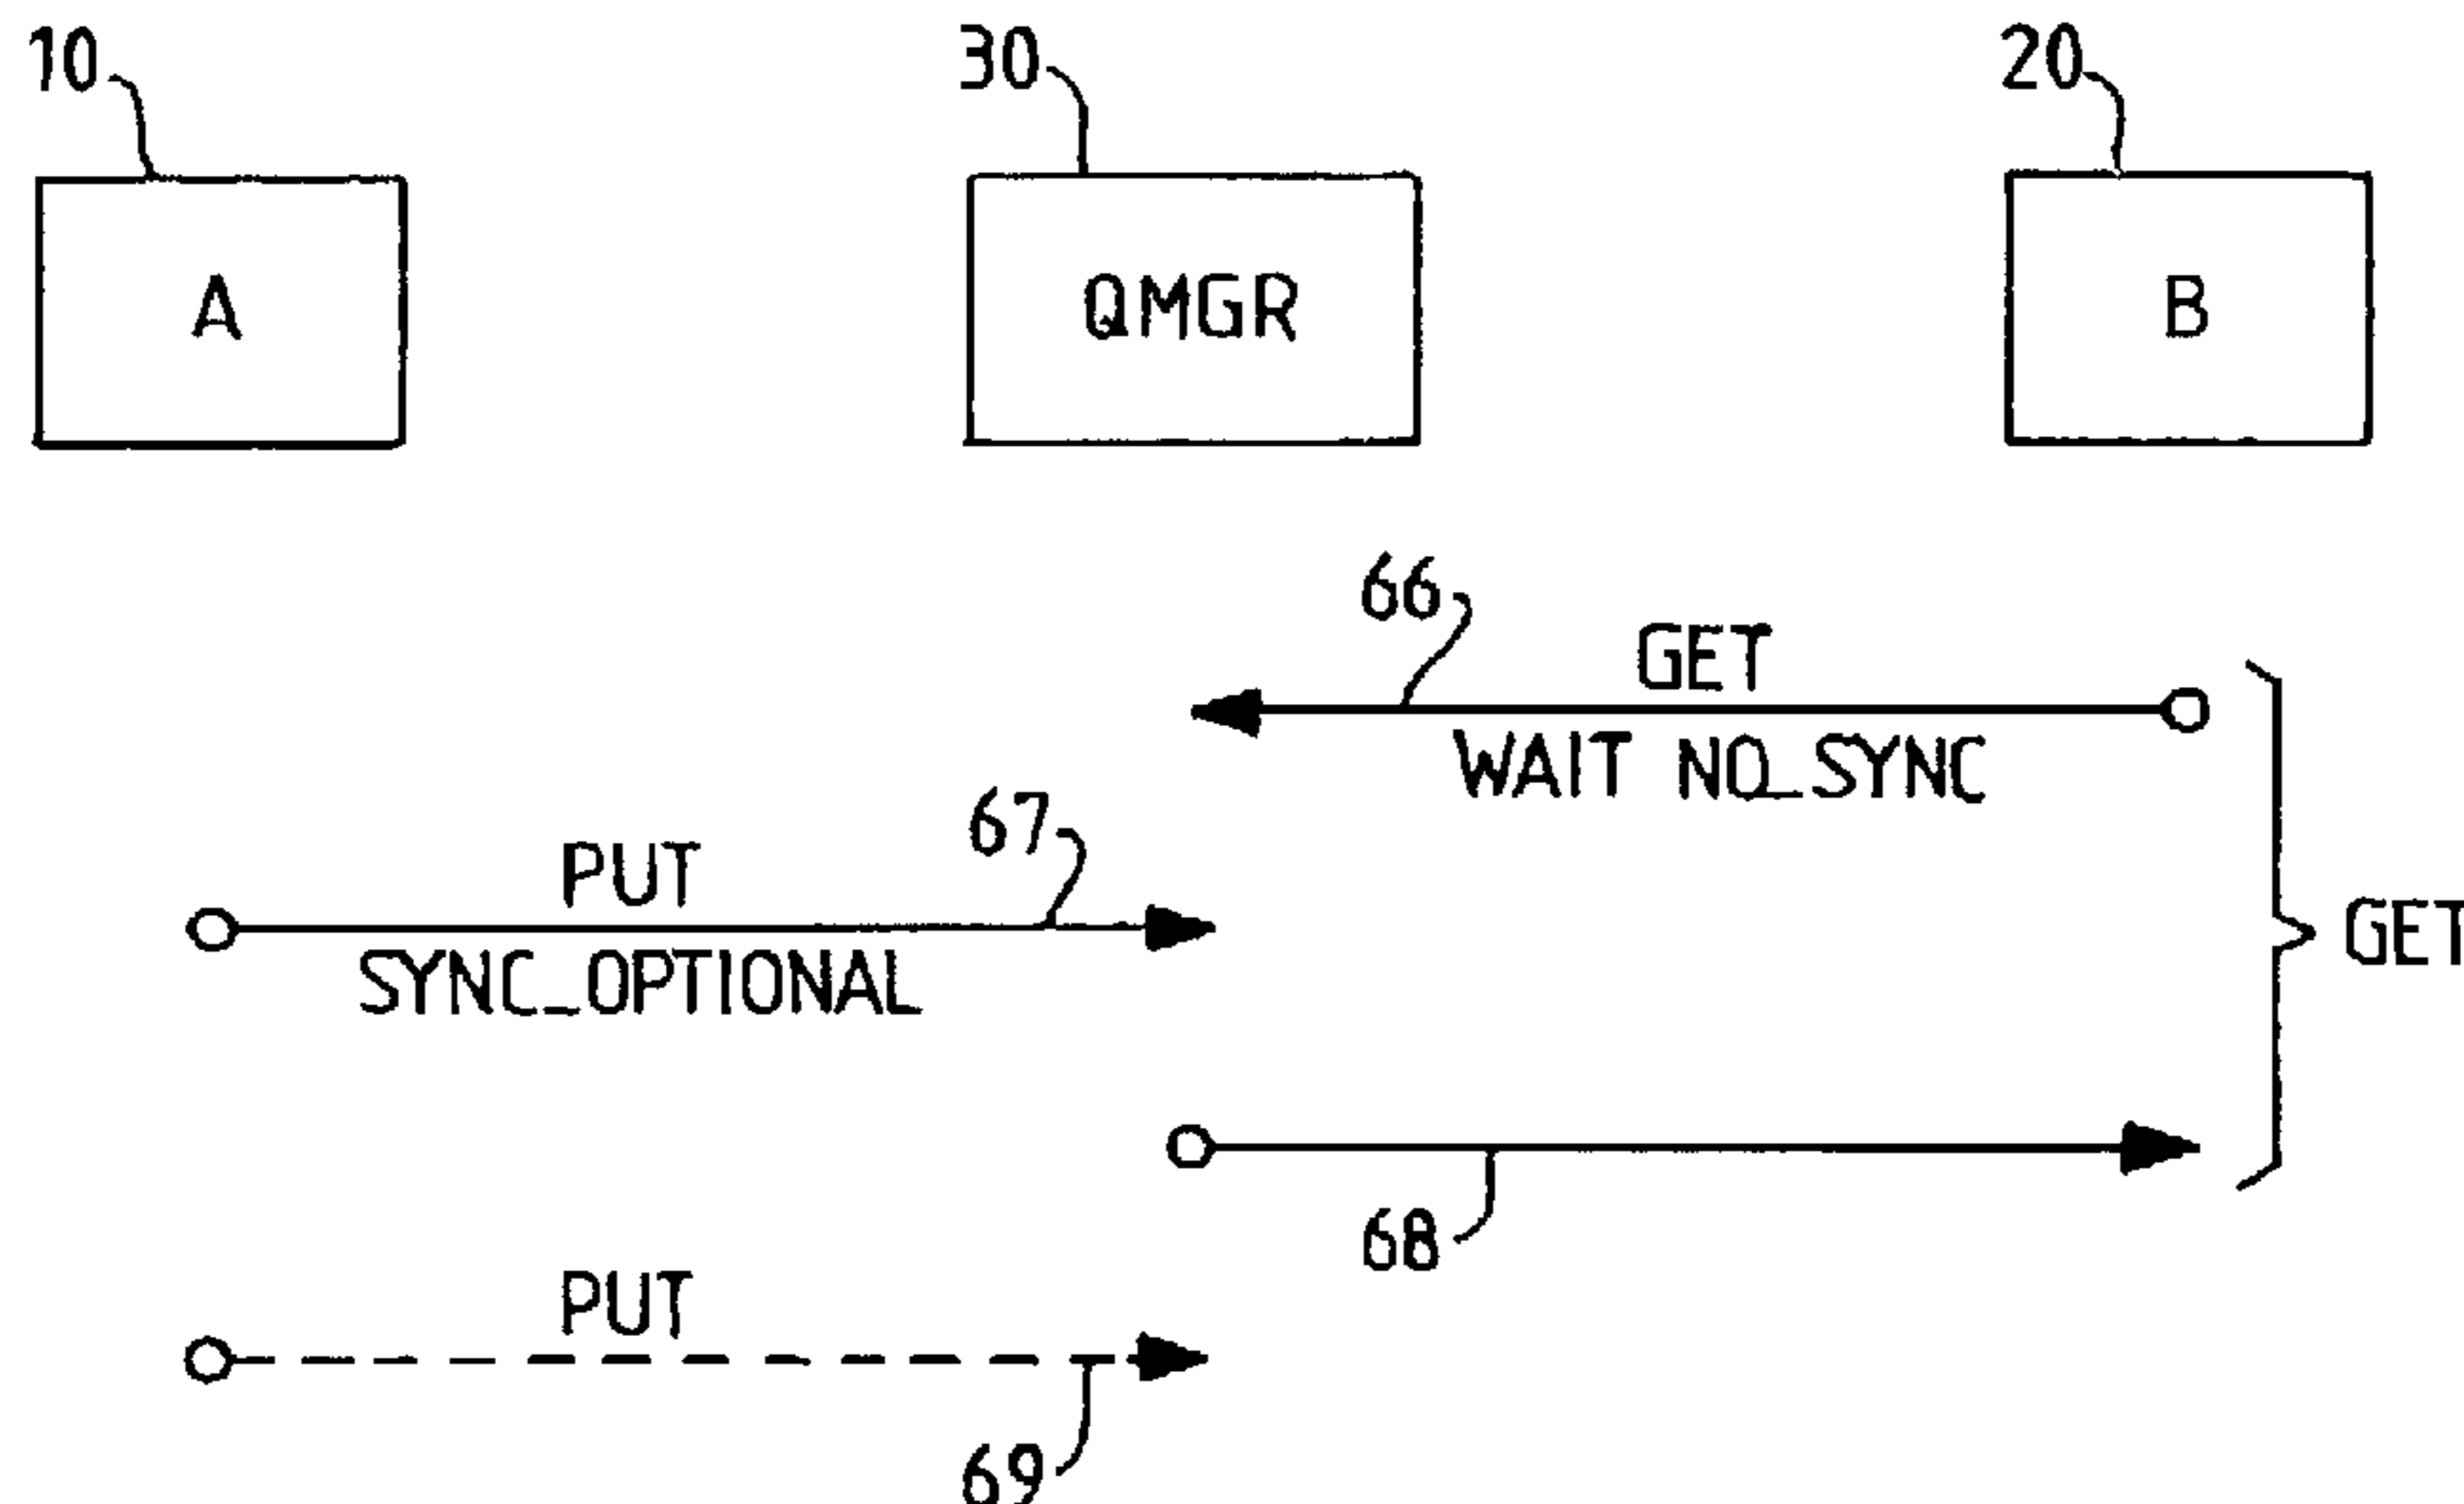 10
30
20
A
QMGR
B
66
GET
WAIT NO_SYNC
67
PUT
SYNC_OPTIONAL
GET
68
PUT
69